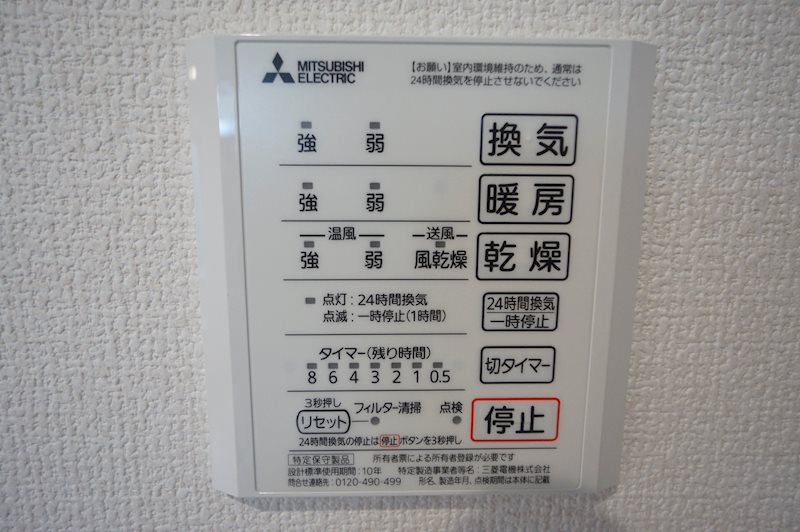 MITSUBISHI
ELECTRIC
【お願い】室内環境維持のため、通常は
24時間換気を停止させないでください
強 弱 換気
強 弱 暖房
温風 送風
強 弱 風乾燥 乾燥
点灯:24時間換気
点滅:一時停止(1時間)
24時間換気
一時停止
タイマー(残り時間)
8 6 4 3 2 1 0.5
切タイマー
3秒押し
リセット フィルター清掃 点検
停止
24時間換気の停止は停止ボタンを3秒押し
特定保守製品 所有者票による所有者登録が必要です
設計標準使用期間:10年 特定製造事業者等名:三菱電機株式会社
問合せ連絡先:0120-490-499 形名、製造年月、点検期間は本体に記載